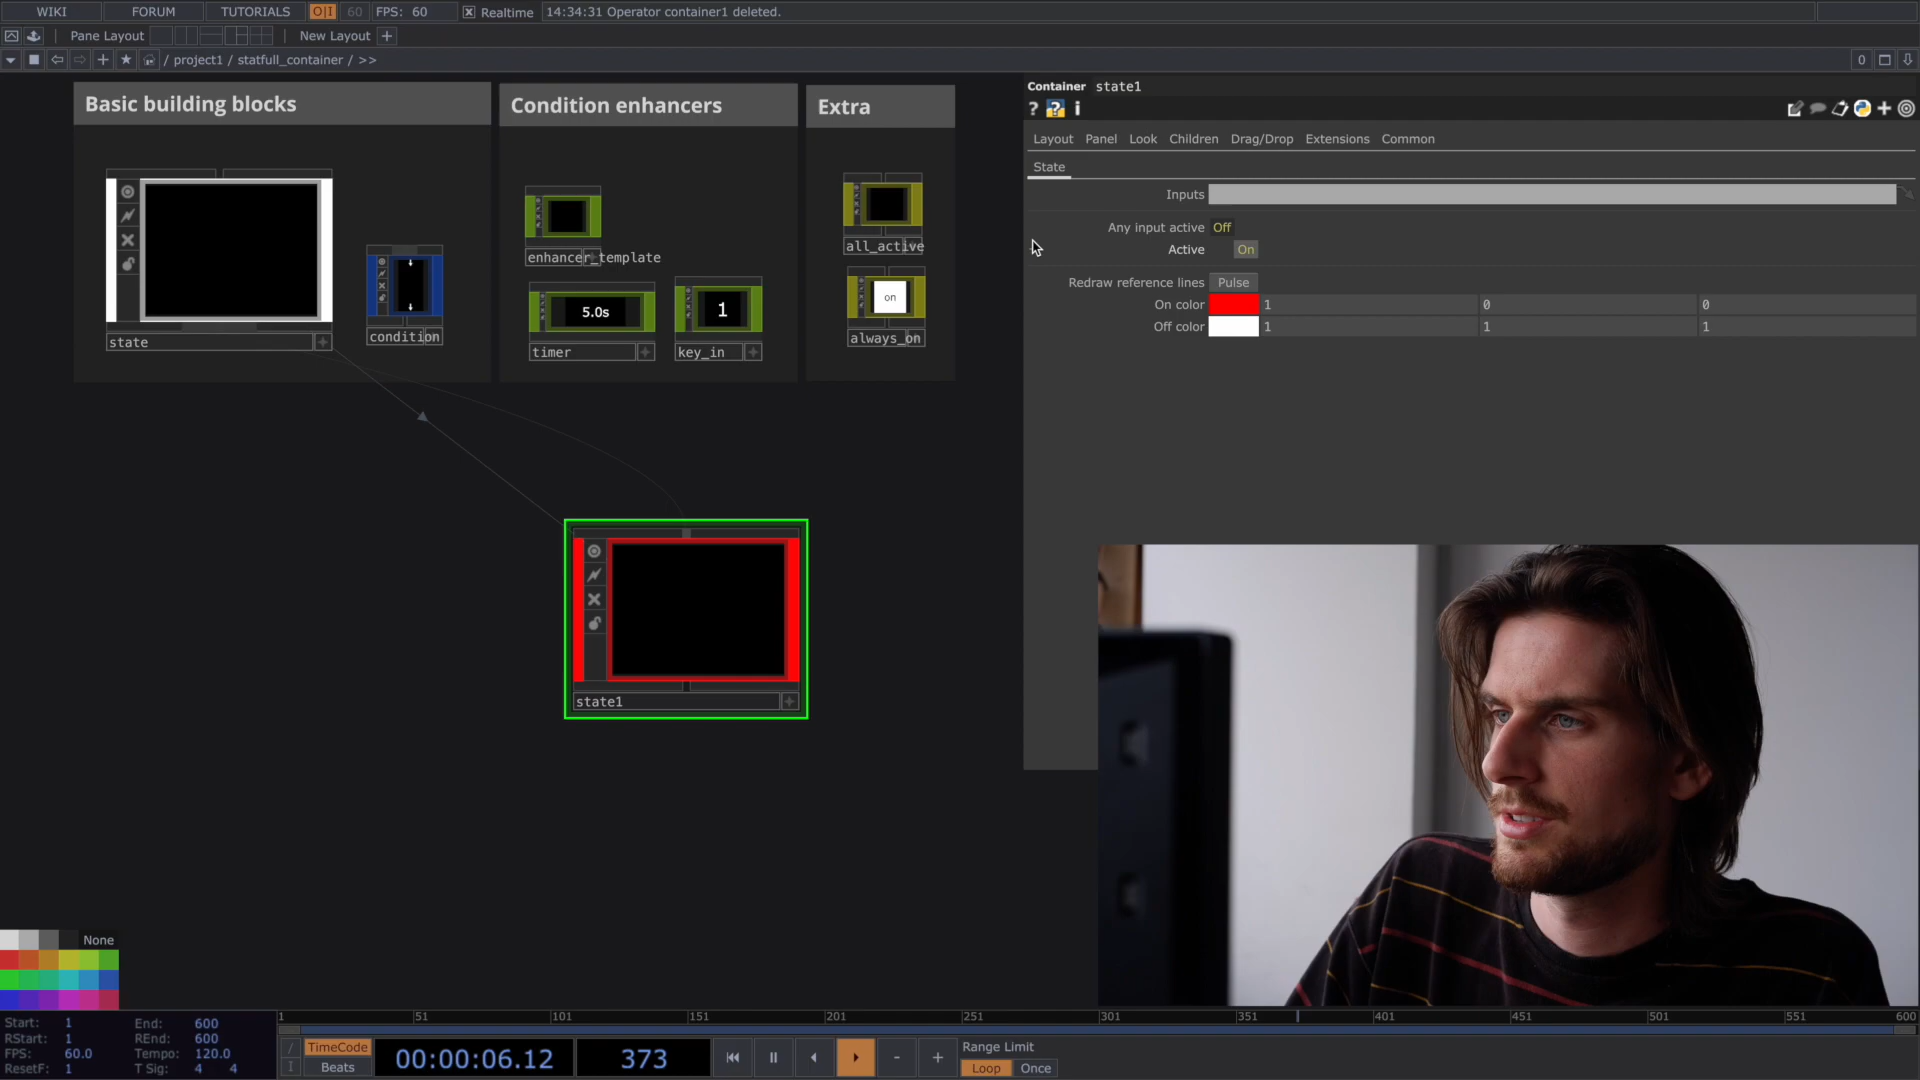 WIKI FORUM TUTORIALS O|I 60 FPS: 60 Realtime 14:34:31 Operator container1 deleted.
Pane Layout New Layout +
/ project1 / statfull_container / >> 0
Basic building blocks
Condition enhancers
Extra
state
condition
enhancer_template
5.0s
timer
1
key_in
all_active
on
always_on
state1
Container state1
? ? i
Layout Panel Look Children Drag/Drop Extensions Common
State
Inputs
Any input active Off
Active On
Redraw reference lines Pulse
On color 1 0 0
Off color 1 1 1
None
1 51 101 151 201 251 301 351 401 451 501 551 600
Start: 1 End: 600
RStart: 1 REnd: 600
FPS: 60.0 Tempo: 120.0
ResetF: 1 T Sig: 4 4
TimeCode
Beats
00:00:06.12 373
- +
Range Limit
Loop Once